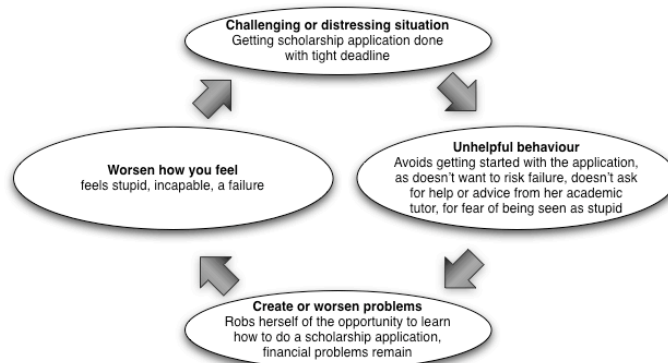 Challenging or distressing situation
Getting scholarship application done
with tight deadline
Unhelpful behaviour
Avoids getting started with the application,
as doesn't want to risk failure, doesn't ask
for help or advice from her academic
tutor, for fear of being seen as stupid
Create or worsen problems
Robs herself of the opportunity to learn
how to do a scholarship application,
financial problems remain
Worsen how you feel
feels stupid, incapable, a failure